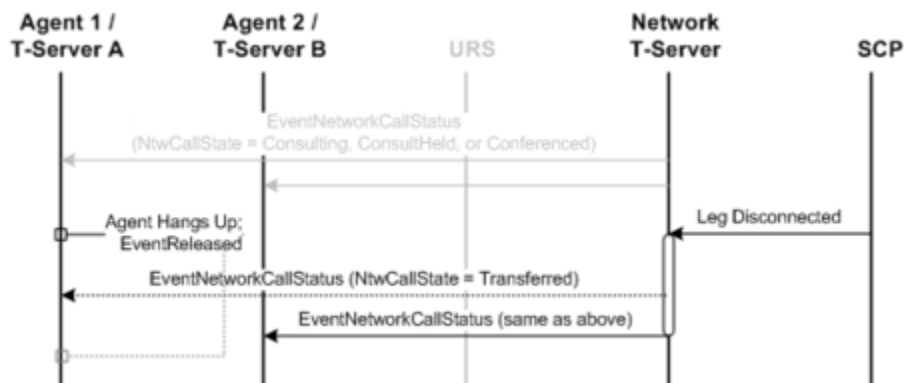 Agent 1 /
T-Server A
Agent 2 /
T-Server B
URS
Network
T-Server
SCP
EventNetworkCallStatus
(NtwCallState = Consulting, ConsultHeld, or Conferenced)
Agent Hangs Up;
EventReleased
Leg Disconnected
EventNetworkCallStatus (NtwCallState = Transferred)
EventNetworkCallStatus (same as above)